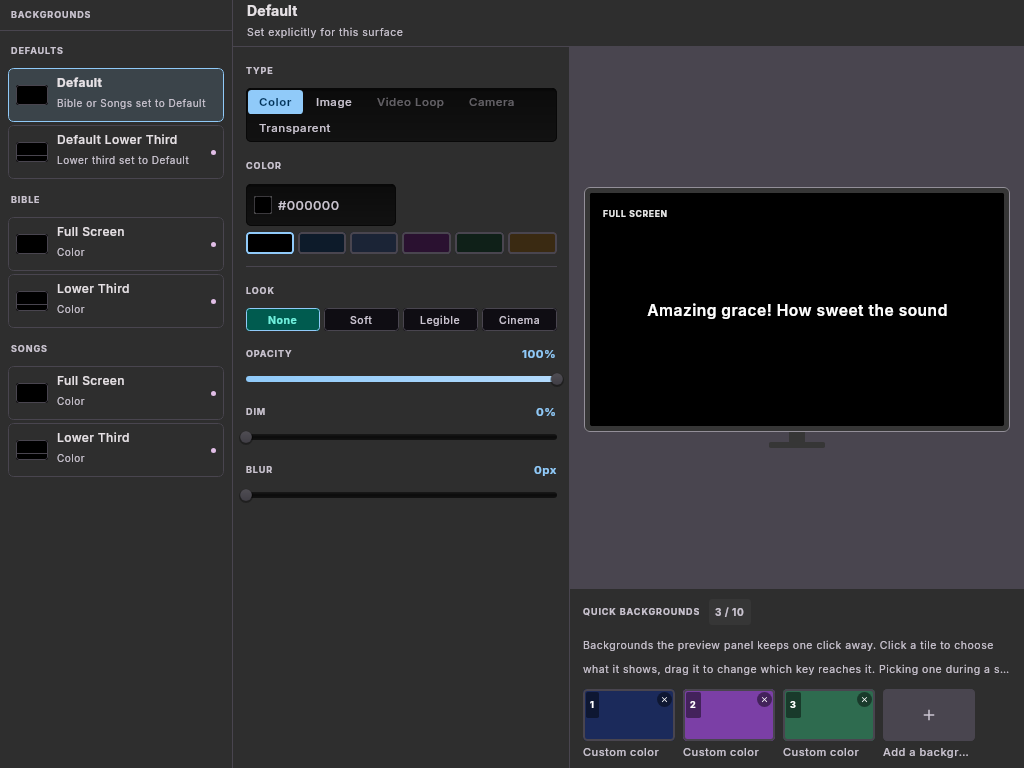 BACKGROUNDS
DEFAULTS
Default
Bible or Songs set to Default
Default Lower Third
Lower third set to Default
BIBLE
Full Screen
Color
Lower Third
Color
SONGS
Full Screen
Color
Lower Third
Color
Default
Set explicitly for this surface
TYPE
Color Image Video Loop Camera
Transparent
COLOR
#000000
LOOK
None Soft Legible Cinema
OPACITY 100%
DIM 0%
BLUR 0px
FULL SCREEN
Amazing grace! How sweet the sound
QUICK BACKGROUNDS 3 / 10
Backgrounds the preview panel keeps one click away. Click a tile to choose
what it shows, drag it to change which key reaches it. Picking one during a s...
1 2 3 +
Custom color Custom color Custom color Add a backgr...